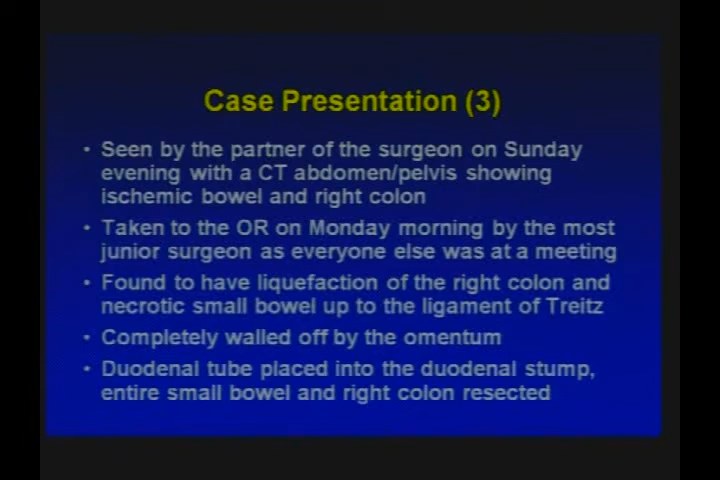 Case Presentation (3)
• Seen by the partner of the surgeon on Sunday
evening with a CT abdomen/pelvis showing
ischemic bowel and right colon
• Taken to the OR on Monday morning by the most
junior surgeon as everyone else was at a meeting
• Found to have liquefaction of the right colon and
necrotic small bowel up to the ligament of Treitz
• Completely walled off by the omentum
• Duodenal tube placed into the duodenal stump,
entire small bowel and right colon resected